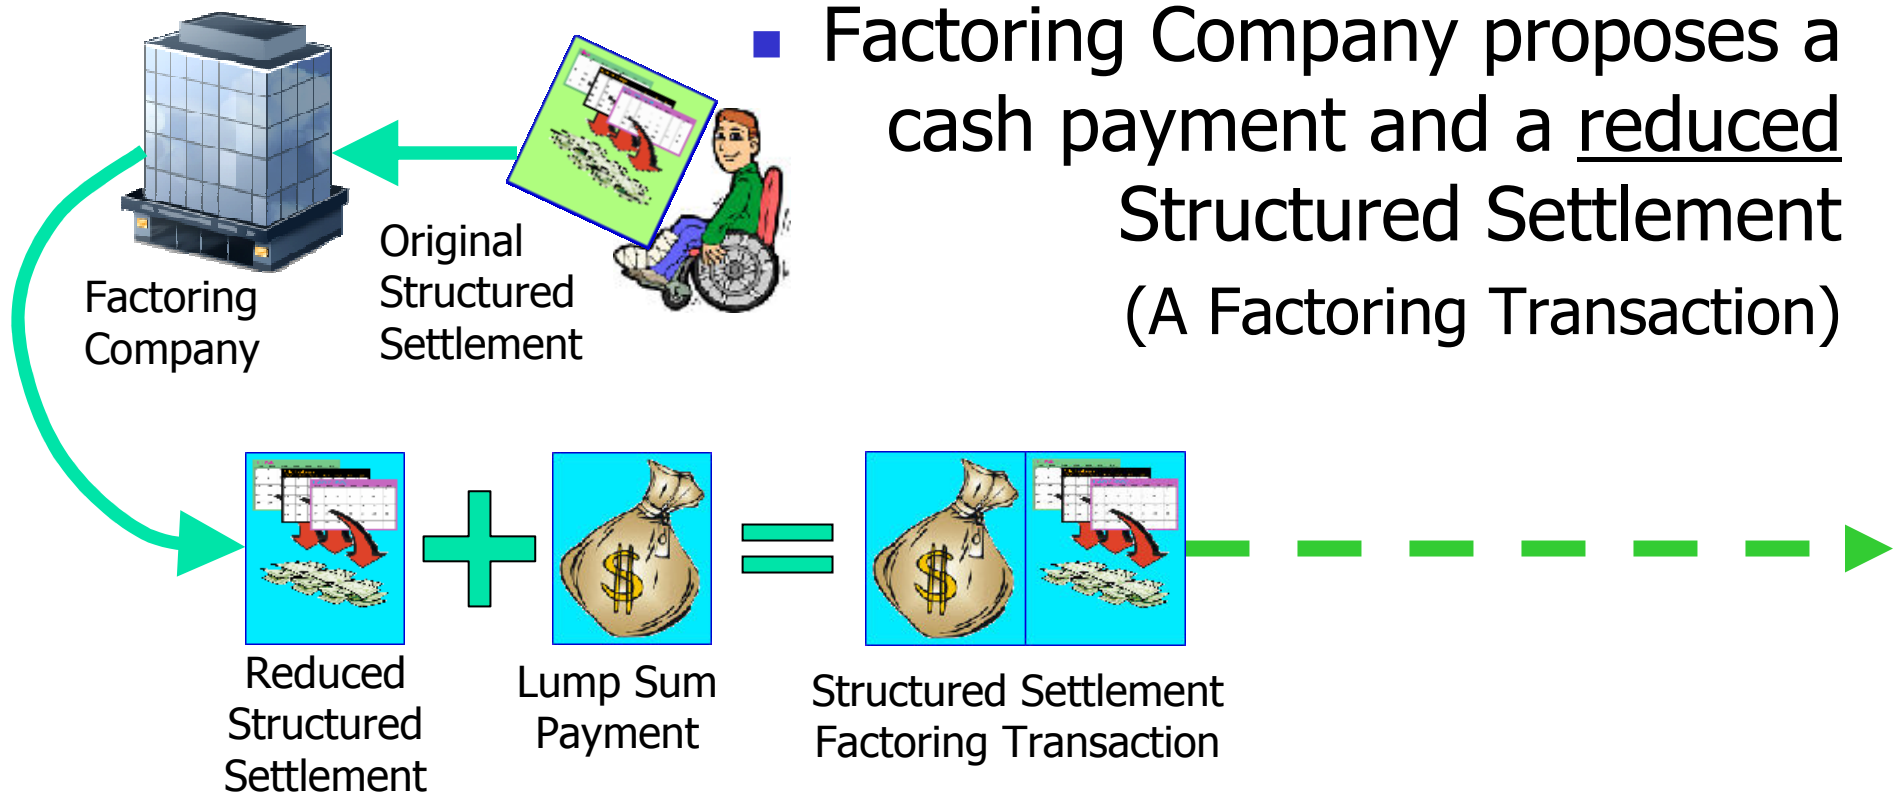 Factoring Company proposes a
cash payment and a reduced
Structured Settlement
(A Factoring Transaction)
Original
Structured
Settlement
Factoring
Company
Reduced
Structured
Settlement
Lump Sum
Payment
Structured Settlement
Factoring Transaction